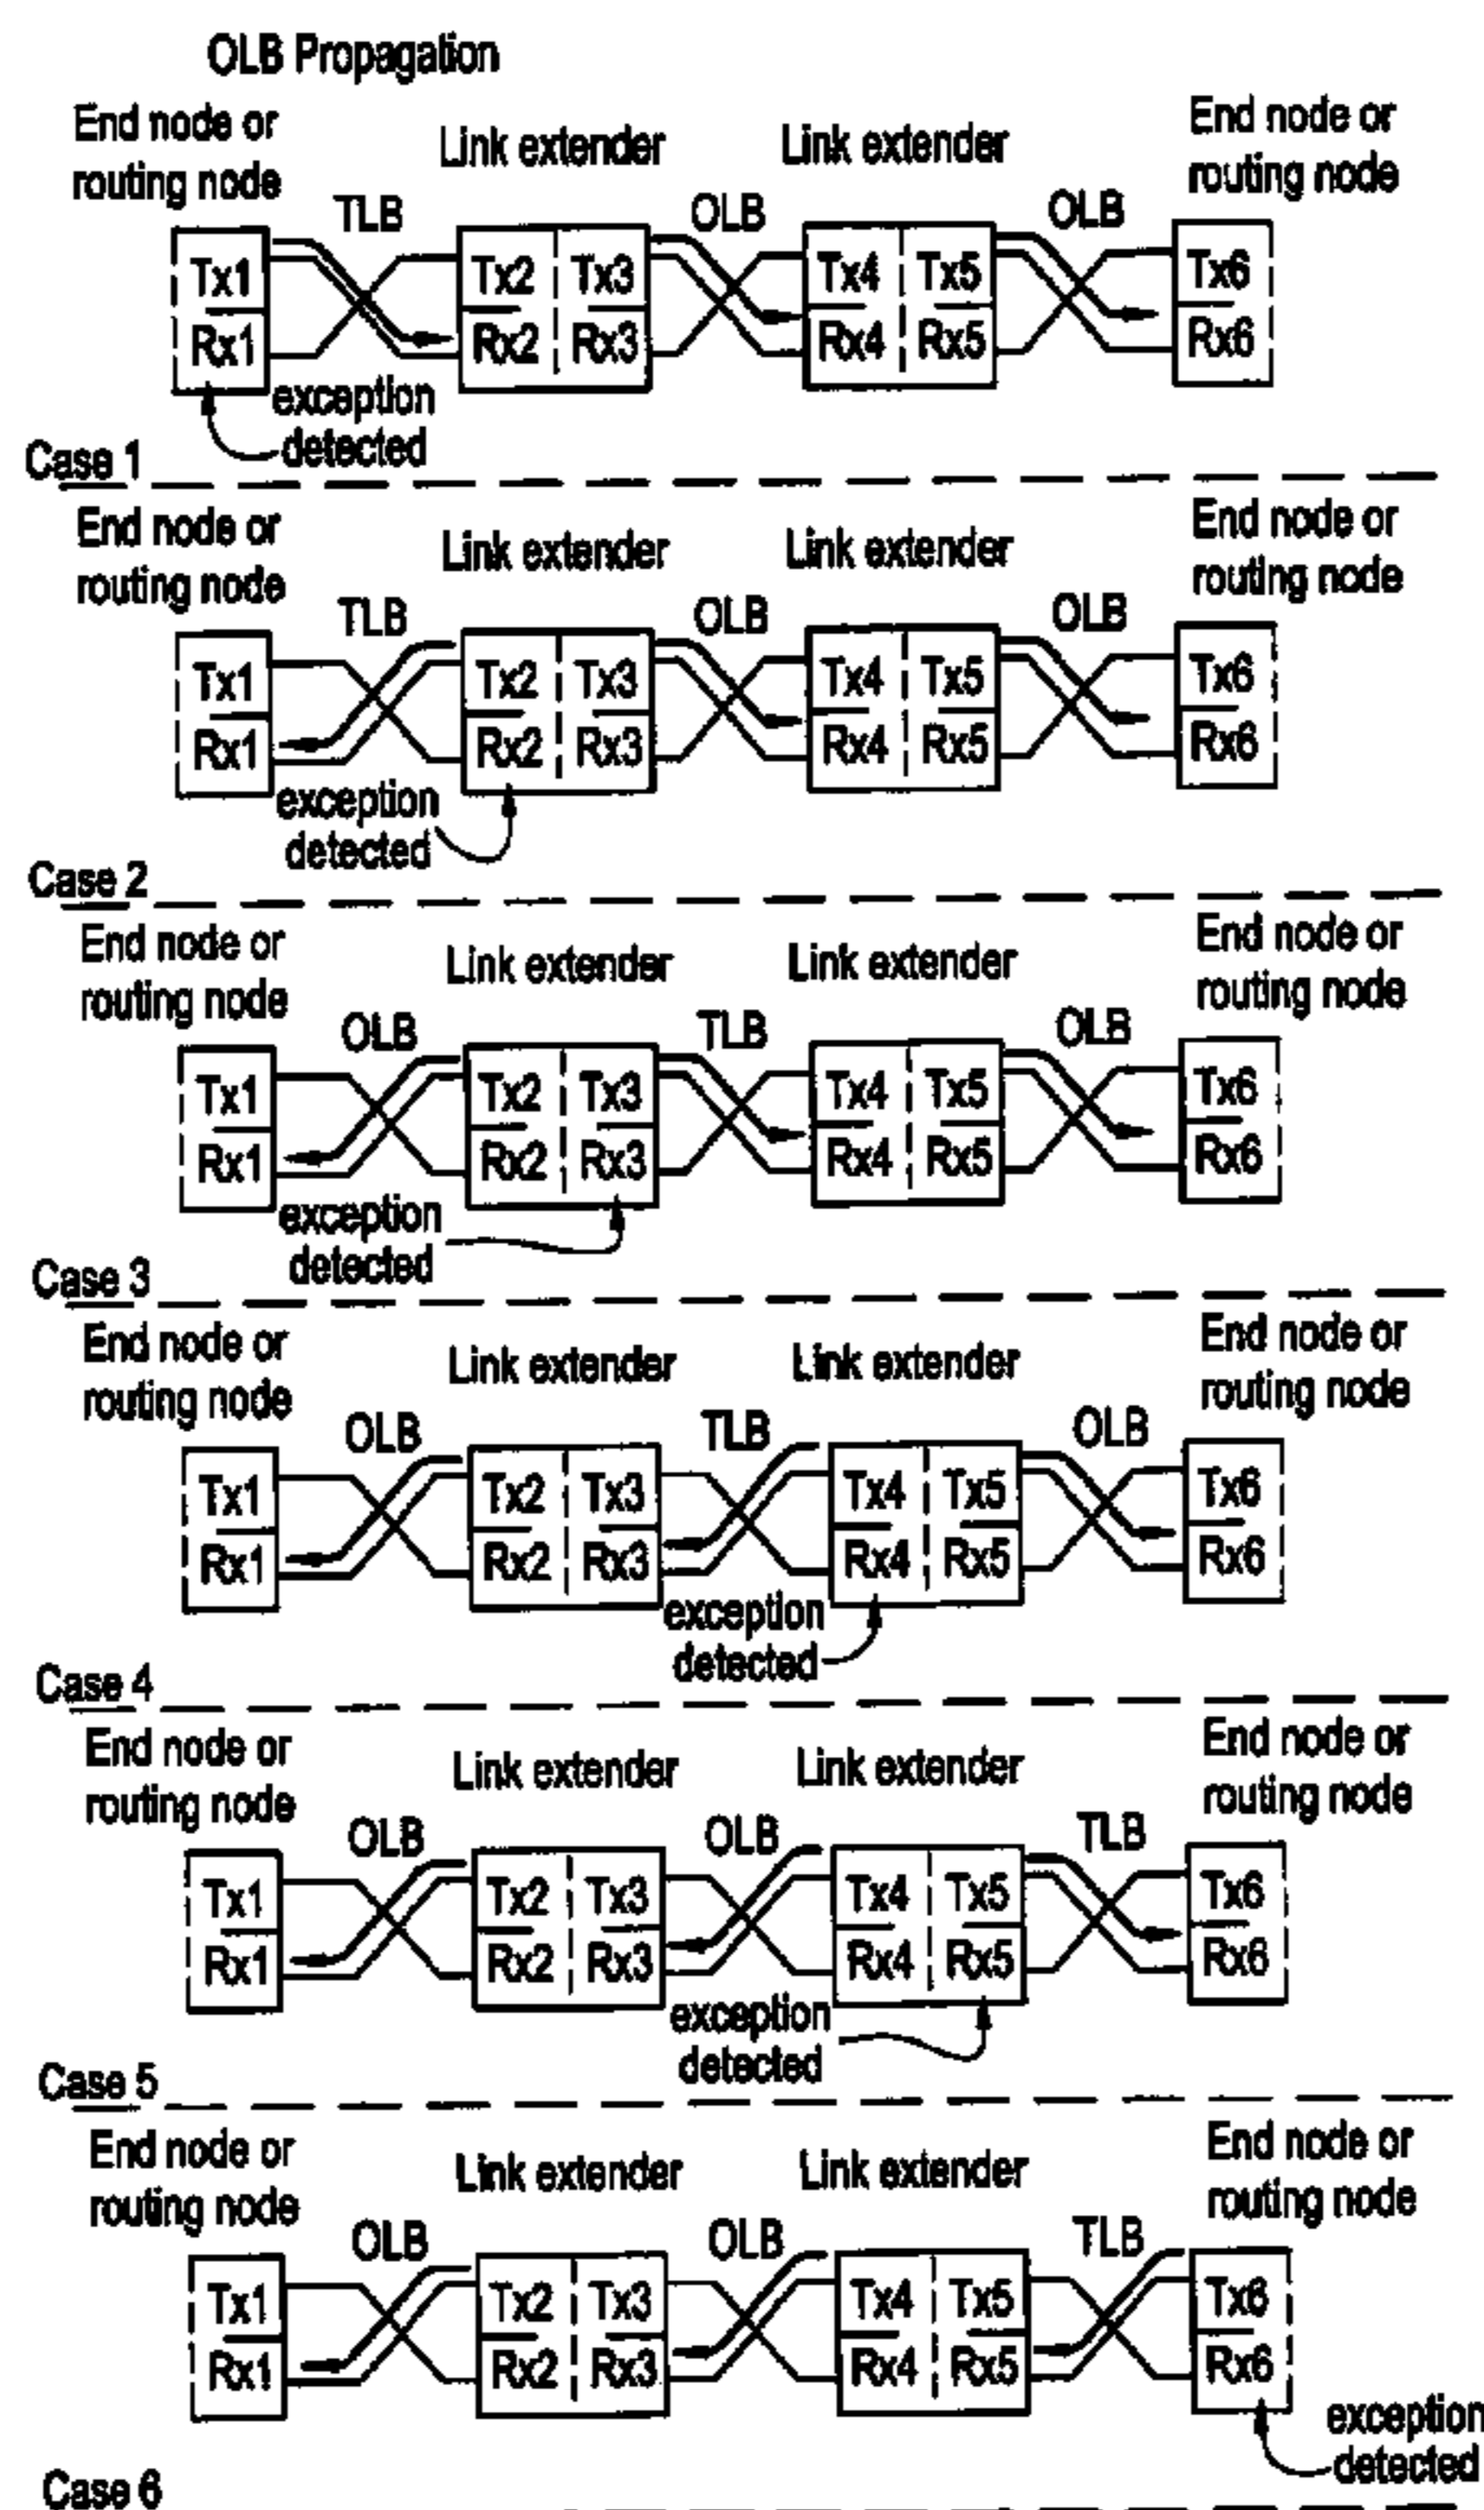 OLB Propagation
End node or
routing node
Link extender
Link extender
End node or
routing node
TLB
OLB
OLB
Tx1
Rx1
Tx2
Tx3
Rx2
Rx3
Tx4
Tx5
Rx4
Rx5
Tx6
Rx6
exception
detected
Case 1
End node or
routing node
Link extender
Link extender
End node or
routing node
TLB
OLB
OLB
Tx1
Rx1
Tx2
Tx3
Rx2
Rx3
Tx4
Tx5
Rx4
Rx5
Tx6
Rx6
exception
detected
Case 2
End node or
routing node
Link extender
Link extender
End node or
routing node
OLB
TLB
OLB
Tx1
Rx1
Tx2
Tx3
Rx2
Rx3
Tx4
Tx5
Rx4
Rx5
Tx6
Rx6
exception
detected
Case 3
End node or
routing node
Link extender
Link extender
End node or
routing node
OLB
TLB
OLB
Tx1
Rx1
Tx2
Tx3
Rx2
Rx3
Tx4
Tx5
Rx4
Rx5
Tx6
Rx6
exception
detected
Case 4
End node or
routing node
Link extender
Link extender
End node or
routing node
OLB
OLB
TLB
Tx1
Rx1
Tx2
Tx3
Rx2
Rx3
Tx4
Tx5
Rx4
Rx5
Tx6
Rx6
exception
detected
Case 5
End node or
routing node
Link extender
Link extender
End node or
routing node
OLB
OLB
TLB
Tx1
Rx1
Tx2
Tx3
Rx2
Rx3
Tx4
Tx5
Rx4
Rx5
Tx6
Rx6
exception
detected
Case 6